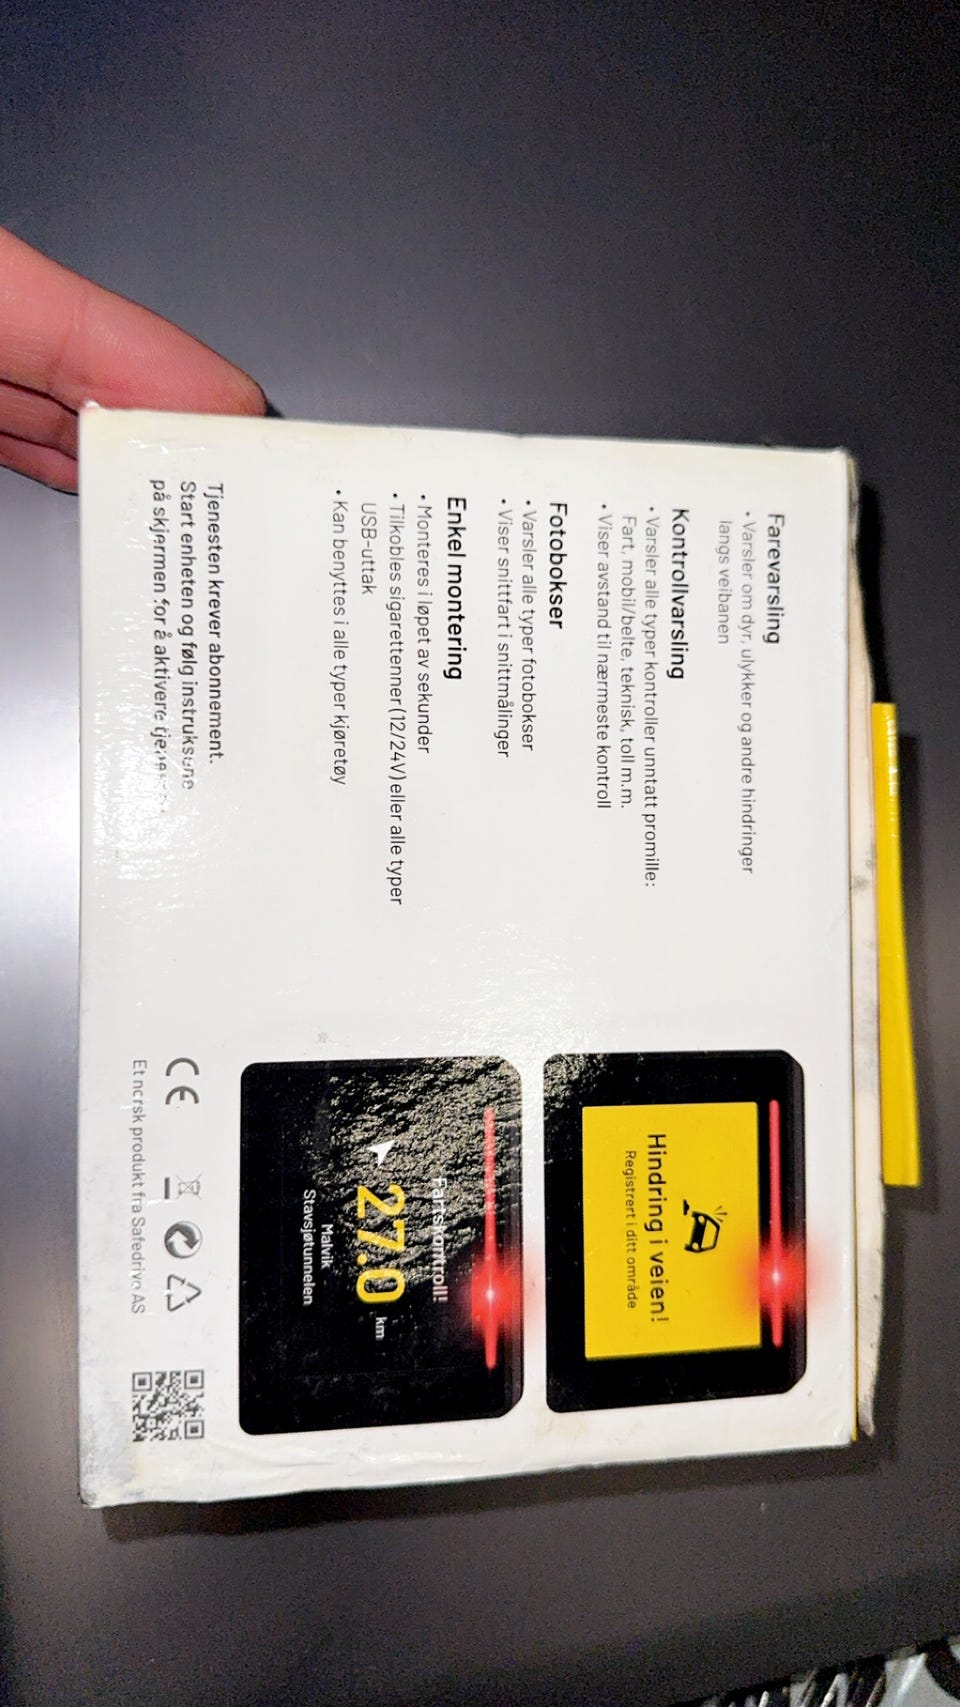 Farevarsling
• Varsler om dyr, ulykker og andre hindringer
langs veibanen
Kontrollvarsling
• Varsler alle typer kontroller unntatt promille:
Fart, mobil/belte, teknisk, toll m.m.
• Viser avstand til nærmeste kontroll
Fotobokser
• Varsler alle typer fotobokser
• Viser snittfart i snittmålinger
Enkel montering
• Monteres i løpet av sekunder
• Tilkobles sigarettenner (12/24V) eller alle typer
USB-uttak
• Kan benyttes i alle typer kjøretøy
Tjenesten krever abonnement.
Start enheten og følg instruksene
på skjermen for å aktivere
Hindring i veien!
Registrert i ditt område
Fartskontroll!
27.0 km
Malvik
Stavsjøtunnelen
CE
Et norsk produkt fra Safedrive AS